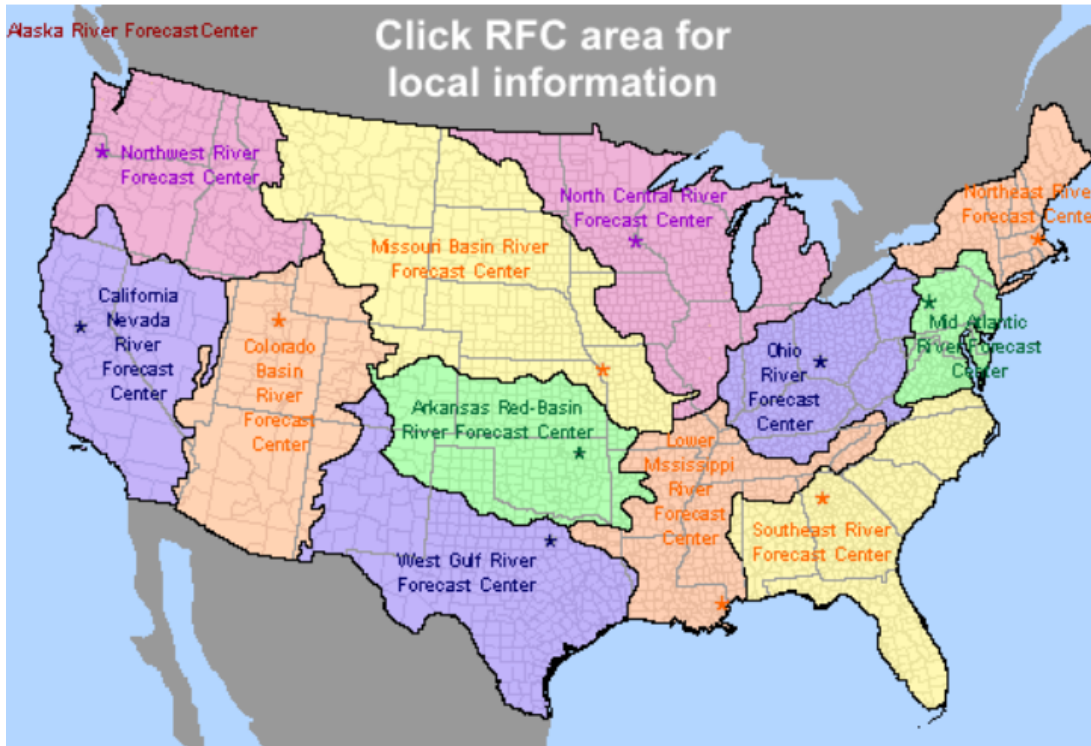 Alaska River Forecast Center
Click RFC area for
local information
Northwest River
Forecast Center
North Central River
Forecast Center
Northeast River
Forecast Center
Missouri Basin River
Forecast Center
California
Nevada
River
Forecast
Center
Colorado
Basin
River
Forecast
Center
Ohio
River
Forecast
Center
Mid Atlantic
River Forecast
Center
Arkansas Red-Basin
River Forecast Center
Lower
Mssissippi
River
Forecast
Center
Southeast River
Forecast Center
West Gulf River
Forecast Center